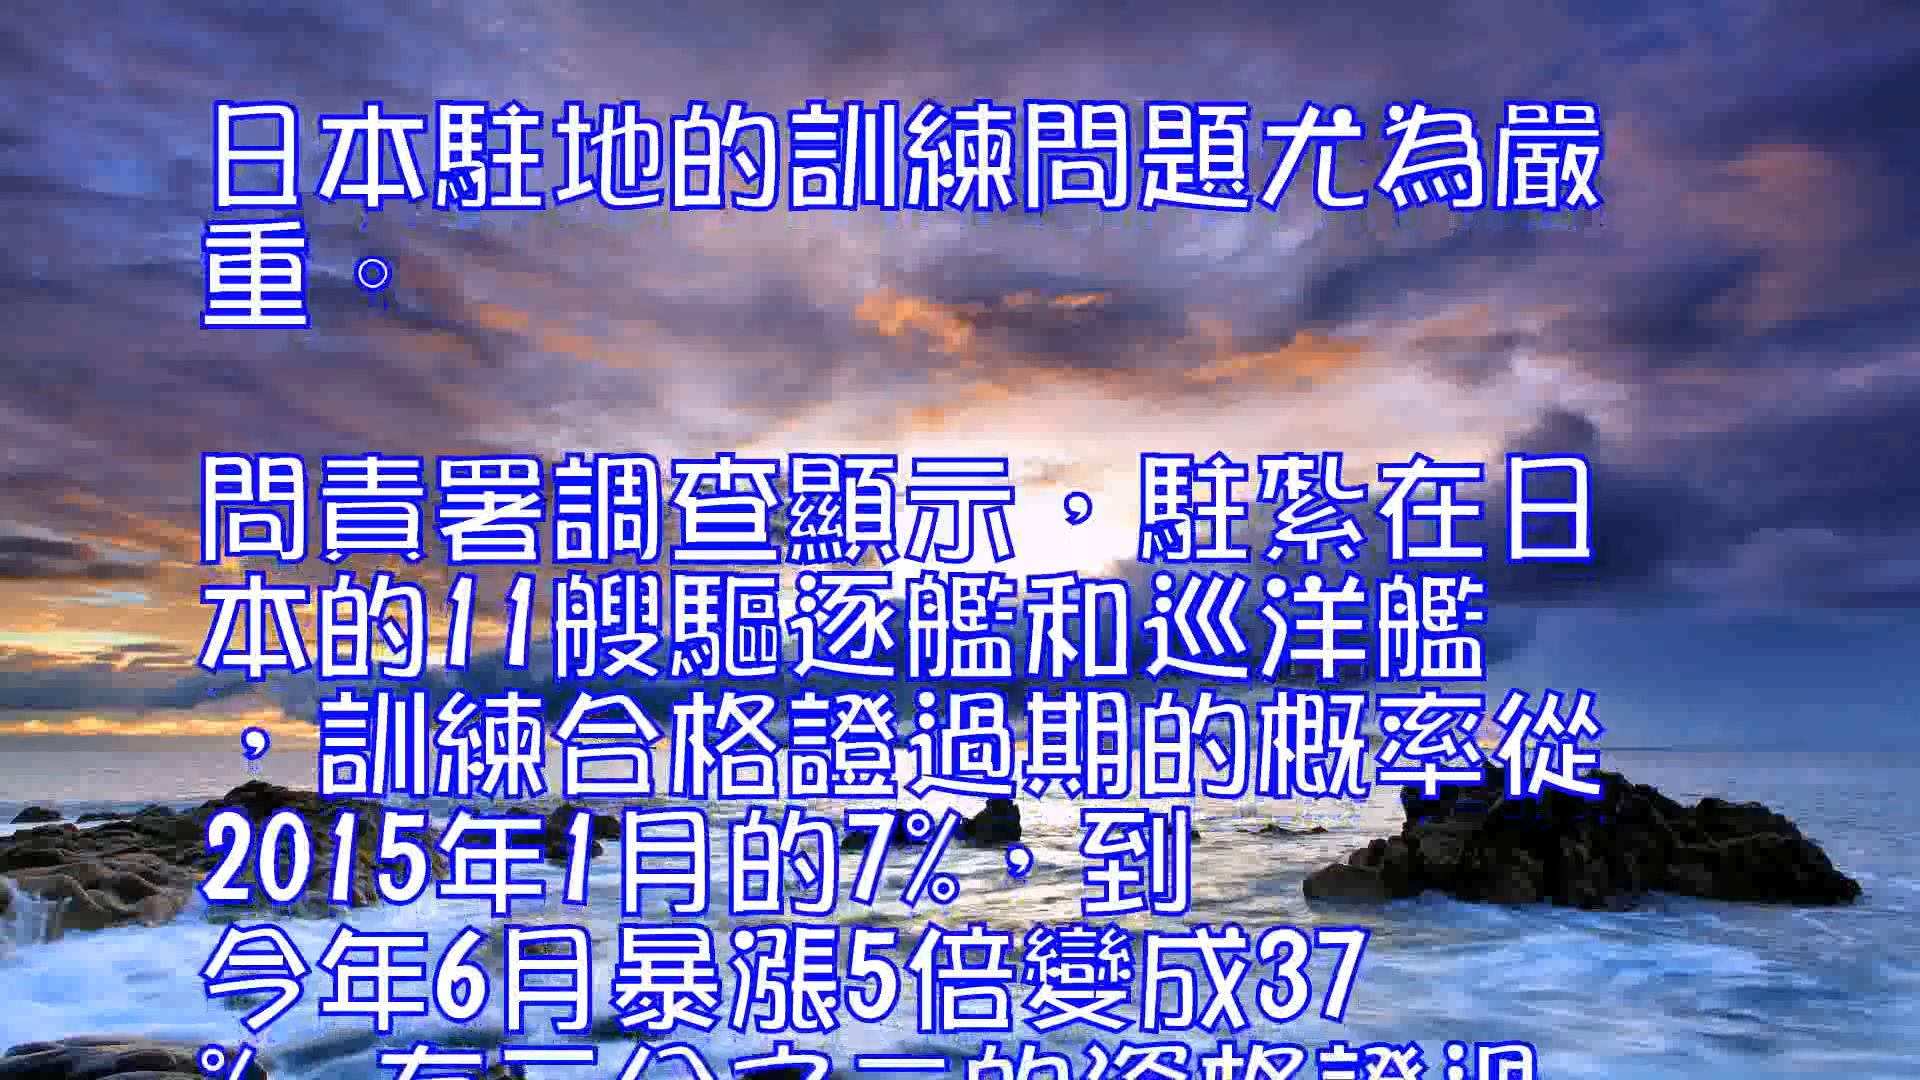 日本駐地的訓練問題尤為嚴
重。
問責署調查顯示，駐紮在日
本的11艘驅逐艦和巡洋艦
，訓練合格證過期的概率從
2015年1月的7%，到
今年6月暴漲5倍變成37
%